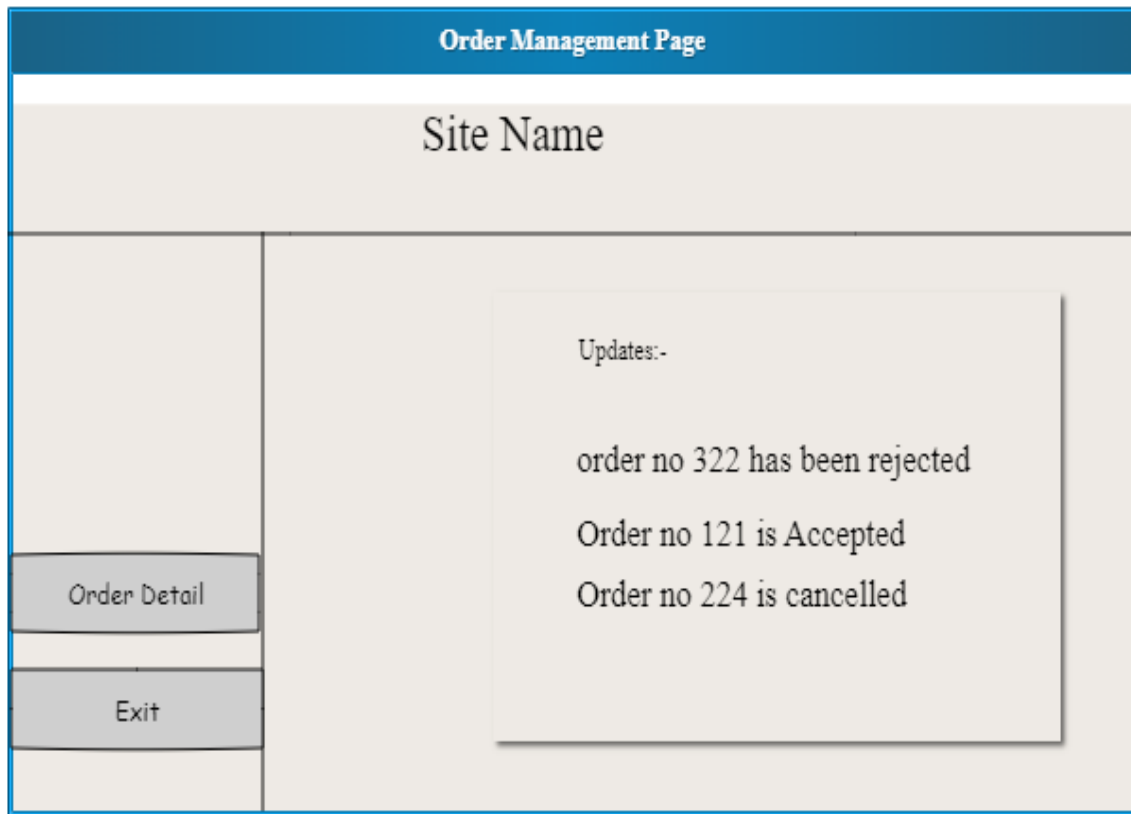 Order Management Page
Site Name
Updates:-
order no 322 has been rejected
Order no 121 is Accepted
Order no 224 is cancelled
Order Detail
Exit